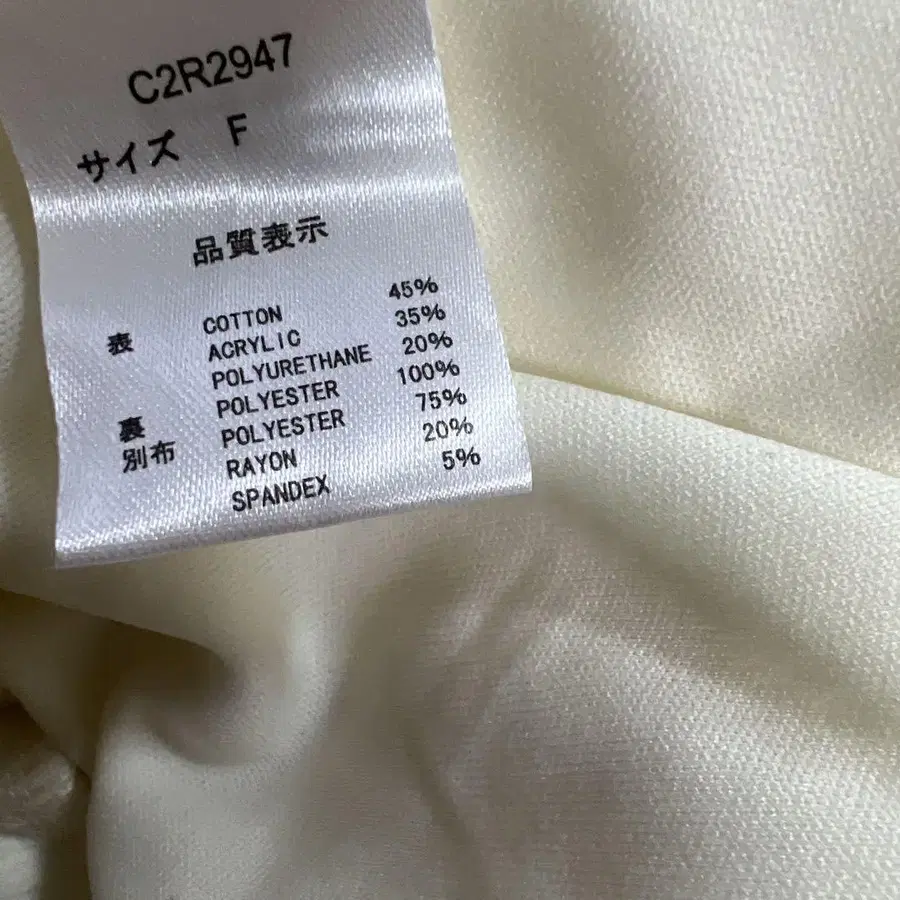 C2R2947
サイズ F
品質表示
表 COTTON 45%
ACRYLIC 35%
POLYURETHANE 20%
裏 POLYESTER 100%
別布 POLYESTER 75%
RAYON 20%
SPANDEX 5%